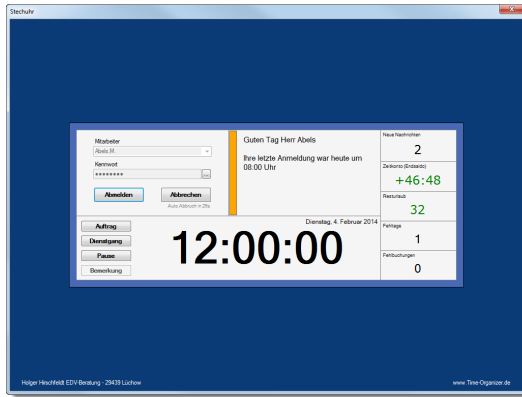 Stechuhr
Mitarbeiter
Abels M.
Kennwort
********
...
Abmelden
Abbrechen
Auto Abbruch in 29s
Guten Tag Herr Abels
Ihre letzte Anmeldung war heute um
08:00 Uhr
Neue Nachrichten
2
Zeitkonto (Endsaldo)
+46:48
Resturlaub
32
Fehltage
1
Fehlbuchungen
0
Auftrag
Dienstgang
Pause
Bemerkung
Dienstag, 4. Februar 2014
12:00:00
Holger Hirschfeldt EDV-Beratung - 29439 Lüchow
www.Time-Organizer.de